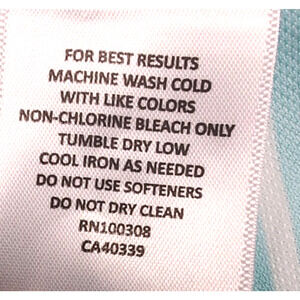 FOR BEST RESULTS
MACHINE WASH COLD
WITH LIKE COLORS
NON-CHLORINE BLEACH ONLY
TUMBLE DRY LOW
COOL IRON AS NEEDED
DO NOT USE SOFTENERS
DO NOT DRY CLEAN
RN100308
CA40339